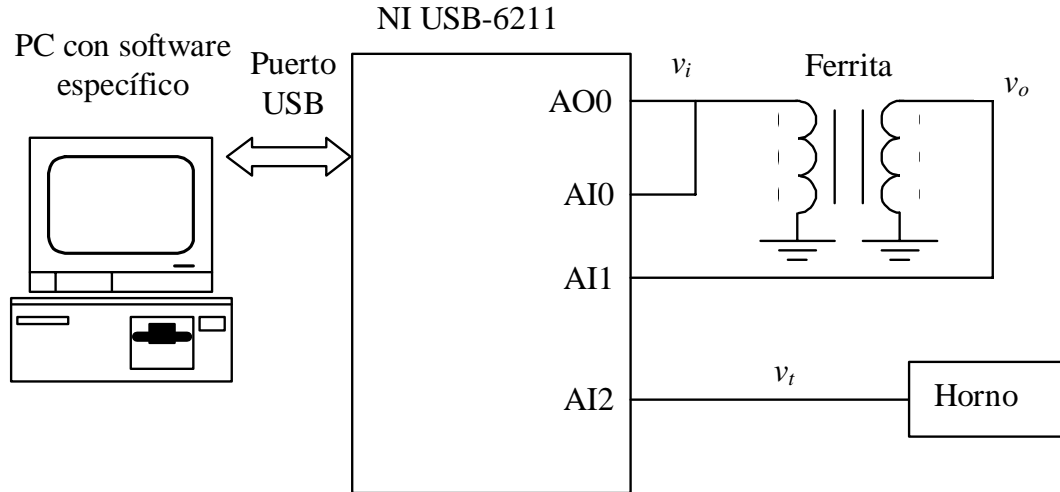 NI USB-6211
PC con software
específico
Puerto
USB
AO0
AI0
AI1
AI2
v_i
Ferrita
v_o
v_t
Horno